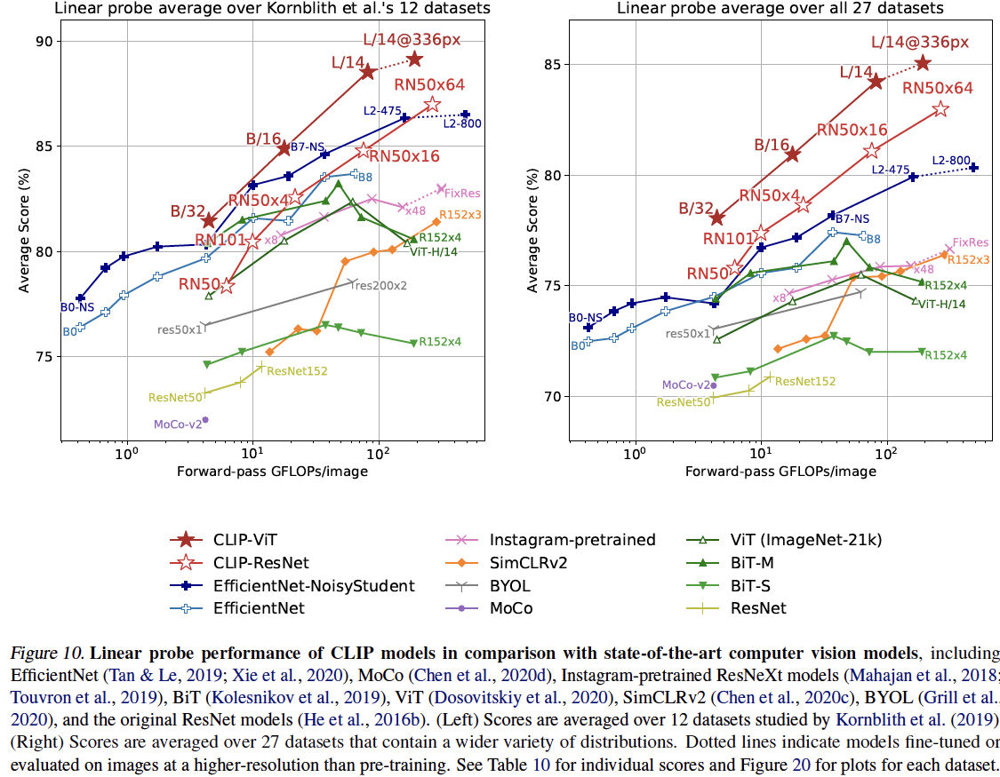 Linear probe average over Kornblith et al.'s 12 datasets
90
85
80
75
Average Score (%)
L/14@336px
L/14
RN50x64
L2-475
L2-800
B/16
B7-NS
RN50x16
B8
RN50x4
FixRes
B/32
x48
R152x3
RN101
x8
R152x4
ViT-H/14
RN50
res200x2
B0-NS
B0
res50x1
R152x4
ResNet152
ResNet50
MoCo-v2
10⁰
10¹
10²
Forward-pass GFLOPs/image
Linear probe average over all 27 datasets
85
80
75
70
Average Score (%)
L/14@336px
L/14
RN50x64
B/16
RN50x16
L2-475
L2-800
B/32
RN50x4
B7-NS
RN101
B8
FixRes
RN50
R152x3
x48
x8
R152x4
ViT-H/14
B0-NS
res50x1
B0
R152x4
MoCo-v2
ResNet152
ResNet50
10⁰
10¹
10²
Forward-pass GFLOPs/image
CLIP-ViT
CLIP-ResNet
EfficientNet-NoisyStudent
EfficientNet
Instagram-pretrained
SimCLRv2
BYOL
MoCo
ViT (ImageNet-21k)
BiT-M
BiT-S
ResNet
Figure 10. Linear probe performance of CLIP models in comparison with state-of-the-art computer vision models, including
EfficientNet (Tan & Le, 2019; Xie et al., 2020), MoCo (Chen et al., 2020d), Instagram-pretrained ResNeXt models (Mahajan et al., 2018;
Touvron et al., 2019), BiT (Kolesnikov et al., 2019), ViT (Dosovitskiy et al., 2020), SimCLRv2 (Chen et al., 2020c), BYOL (Grill et al.,
2020), and the original ResNet models (He et al., 2016b). (Left) Scores are averaged over 12 datasets studied by Kornblith et al. (2019)
(Right) Scores are averaged over 27 datasets that contain a wider variety of distributions. Dotted lines indicate models fine-tuned or
evaluated on images at a higher-resolution than pre-training. See Table 10 for individual scores and Figure 20 for plots for each dataset.